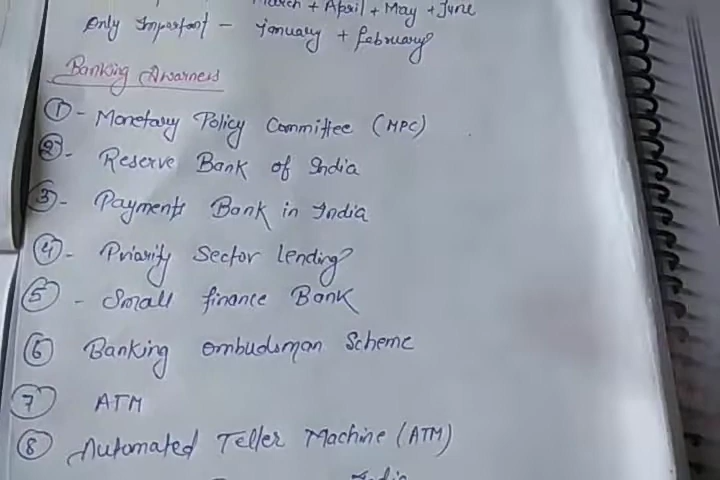 March + April + May + June
Only Important - January + February
Banking Awarness
① - Monetary Policy Committee (MPC)
② - Reserve Bank of India
③ - Payments Bank in India
④ - Priority Sector lending
⑤ - Small finance Bank
⑥ Banking ombudsman Scheme
⑦ ATM
⑧ Automated Teller Machine (ATM)
India